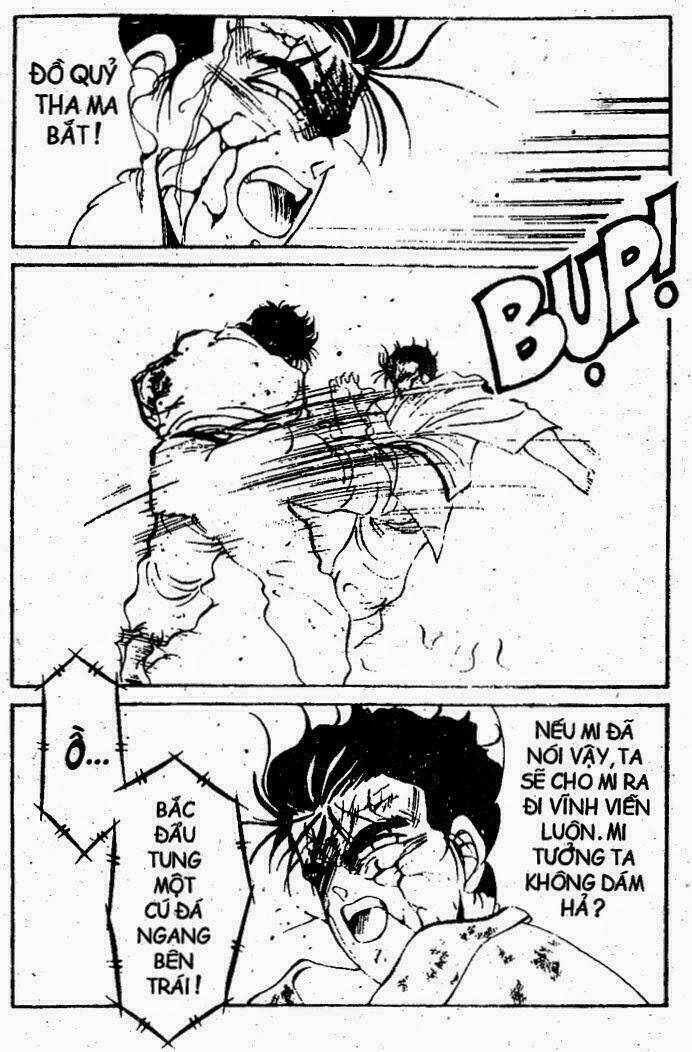 ĐỒ QUỶ
THA MA
BẮT!
BỤP!
Ồ...
BẮC
ĐẨU
TUNG
MỘT
CÚ ĐÁ
NGANG
BÊN
TRÁI!
NẾU MI ĐÃ
NÓI VẬY, TA
SẼ CHO MI RA
ĐI VĨNH VIỄN
LUÔN. MI
TƯỞNG TA
KHÔNG DÁM
HẢ?